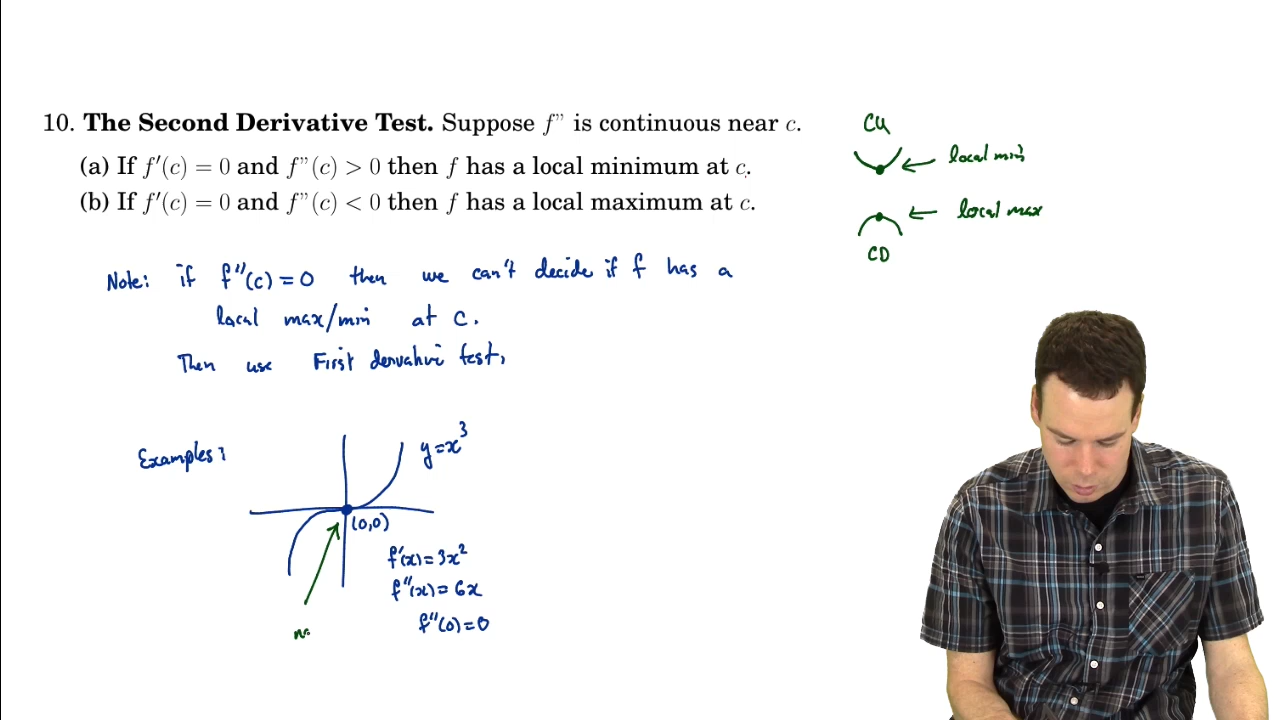 10. The Second Derivative Test. Suppose f” is continuous near c.
(a) If f′(c) = 0 and f”(c) > 0 then f has a local minimum at c.
(b) If f′(c) = 0 and f”(c) < 0 then f has a local maximum at c.
CU
local min
local max
CD
Note: if f"(c) = 0 then we can't decide if f has a
local max/min at c.
Then use First derivative test,
Examples:
y=x³
(0,0)
f'(x)=3x²
f"(x)=6x
f"(0)=0